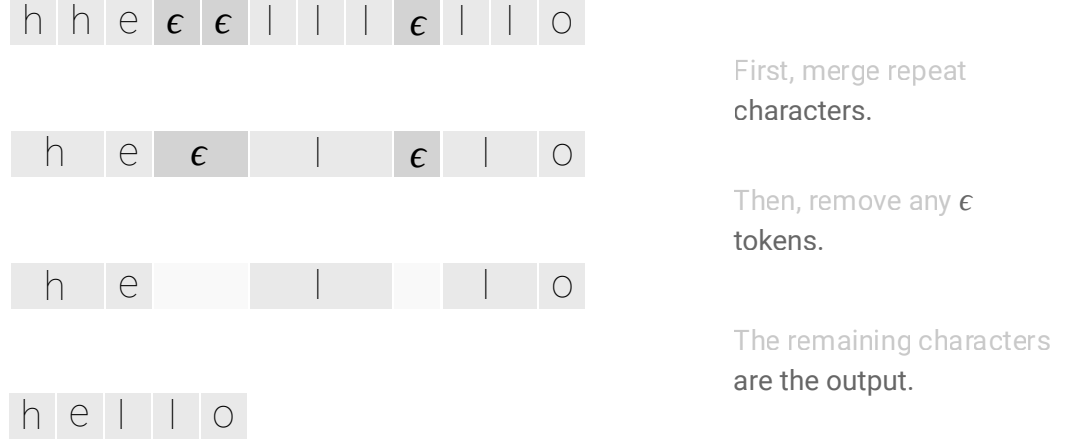 h h e ϵ ϵ l l l ϵ l l o
First, merge repeat
characters.
h e ϵ l ϵ l o
Then, remove any ϵ
tokens.
h e l l o
The remaining characters
are the output.
h e l l o